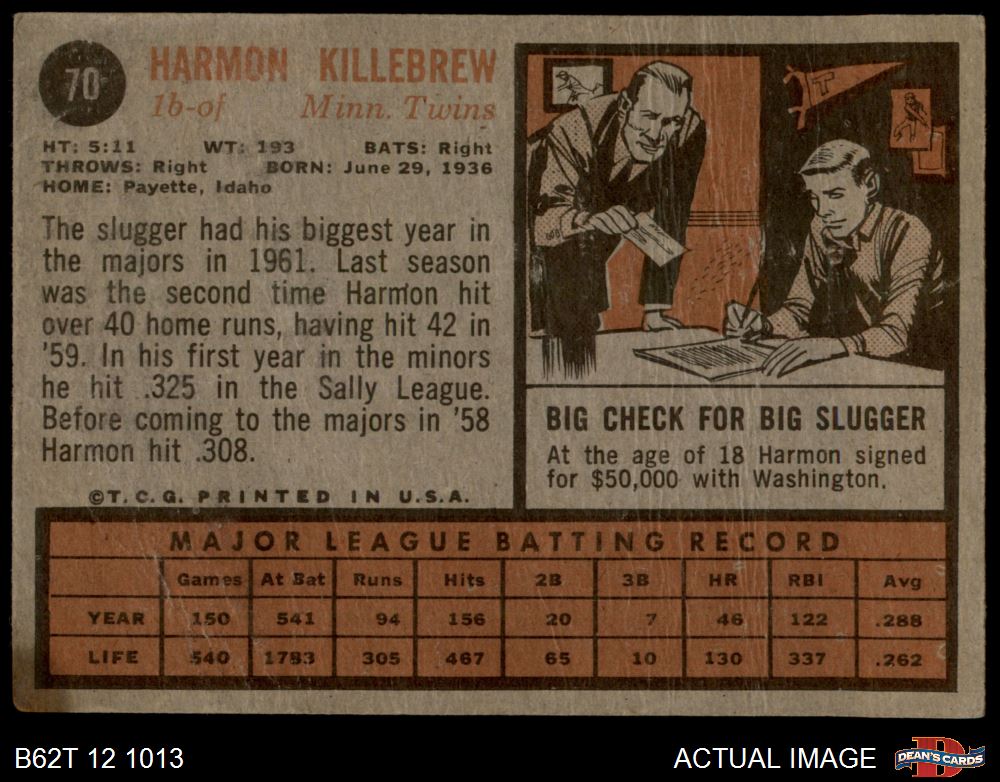 70
HARMON KILLEBREW
1b-of Minn. Twins
HT: 5:11 WT: 193 BATS: Right
THROWS: Right BORN: June 29, 1936
HOME: Payette, Idaho
The slugger had his biggest year in
the majors in 1961. Last season
was the second time Harmon hit
over 40 home runs, having hit 42 in
'59. In his first year in the minors
he hit .325 in the Sally League.
Before coming to the majors in '58
Harmon hit .308.
©T.C.G. PRINTED IN U.S.A.
T
BIG CHECK FOR BIG SLUGGER
At the age of 18 Harmon signed
for $50,000 with Washington.
MAJOR LEAGUE BATTING RECORD
Games At Bat Runs Hits 2B 3B HR RBI Avg
YEAR 150 541 94 156 20 7 46 122 .288
LIFE 540 1783 305 467 65 10 130 337 .262
B62T 12 1013
ACTUAL IMAGE
D
DEAN'S CARDS